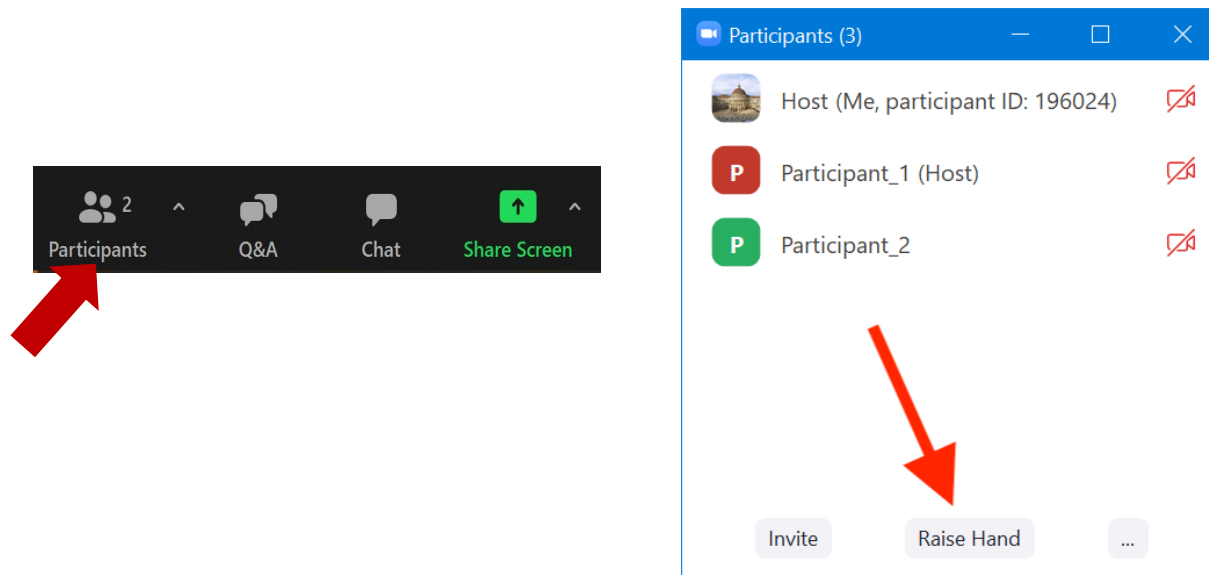 2
Participants
Q&A
Chat
Share Screen
Participants (3)
Host (Me, participant ID: 196024)
P
Participant_1 (Host)
P
Participant_2
Invite
Raise Hand
...